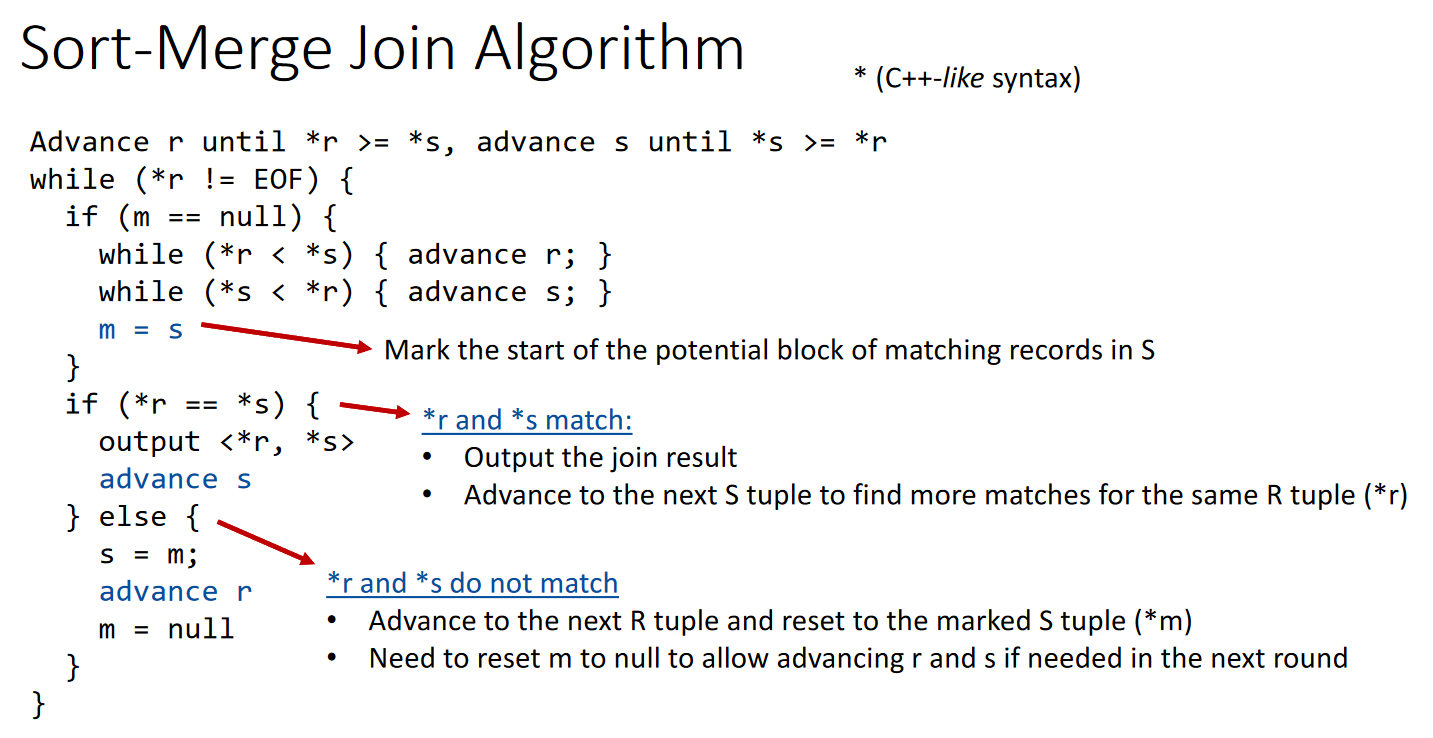 Sort-Merge Join Algorithm
* (C++-like syntax)
Advance r until *r >= *s, advance s until *s >= *r
while (*r != EOF) {
if (m == null) {
while (*r < *s) { advance r; }
while (*s < *r) { advance s; }
m = s
Mark the start of the potential block of matching records in S
}
if (*r == *s) {
*r and *s match:
output <*r, *s>
• Output the join result
advance s
• Advance to the next S tuple to find more matches for the same R tuple (*r)
} else {
s = m;
*r and *s do not match
advance r
• Advance to the next R tuple and reset to the marked S tuple (*m)
m = null
• Need to reset m to null to allow advancing r and s if needed in the next round
}
}